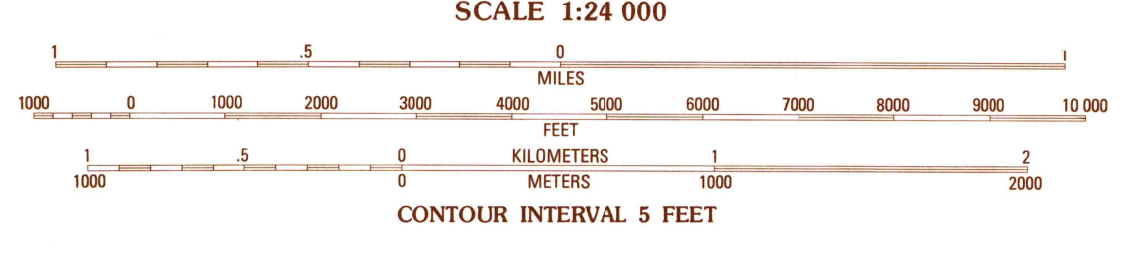 SCALE 1:24 000
1 .5 0 1
MILES
1000 0 1000 2000 3000 4000 5000 6000 7000 8000 9000 10 000
FEET
1 .5 0 KILOMETERS 1 2
1000 0 METERS 1000 2000
CONTOUR INTERVAL 5 FEET